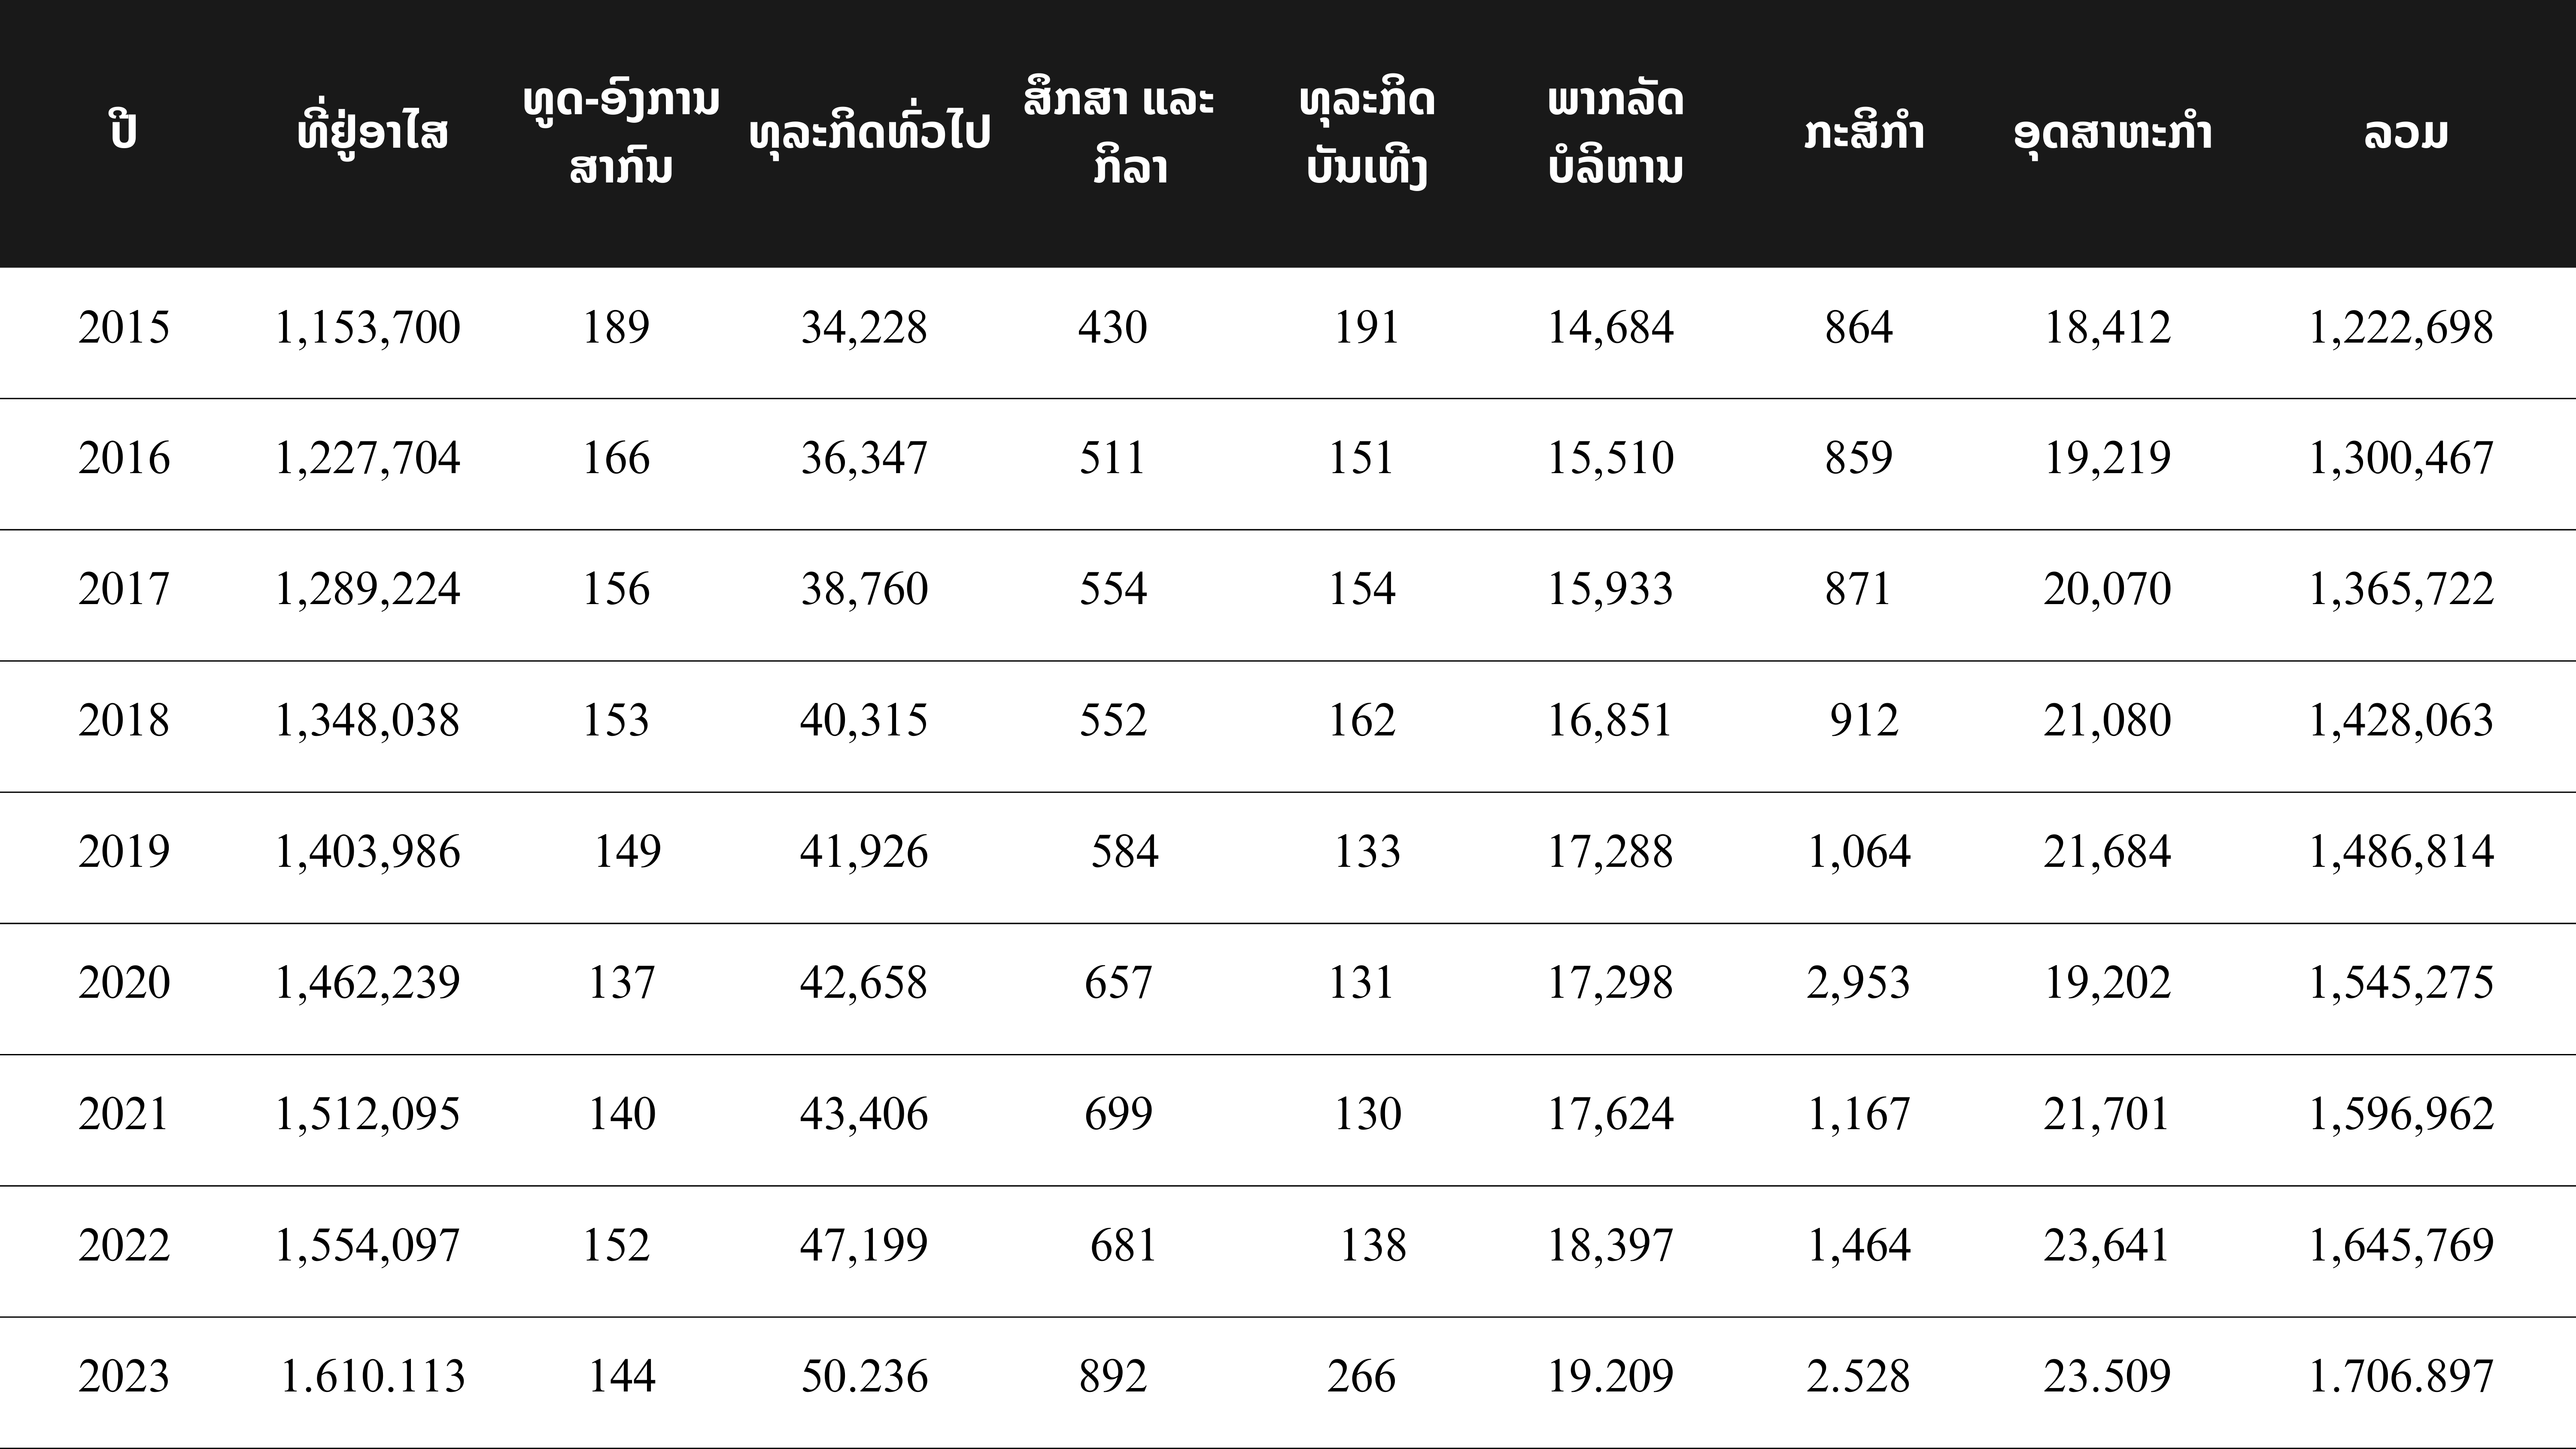 ປີ ທີ່ຢູ່ອາໄສ ທູດ-ອົງການ ສາກົນ ທຸລະກິດທົ່ວໄປ ສຶກສາ ແລະ ກິລາ ທຸລະກິດ ບັນເທີງ ພາກລັດ ບໍລິຫານ ກະສິກຳ ອຸດສາຫະກຳ ລວມ
2015 1,153,700 189 34,228 430 191 14,684 864 18,412 1,222,698
2016 1,227,704 166 36,347 511 151 15,510 859 19,219 1,300,467
2017 1,289,224 156 38,760 554 154 15,933 871 20,070 1,365,722
2018 1,348,038 153 40,315 552 162 16,851 912 21,080 1,428,063
2019 1,403,986 149 41,926 584 133 17,288 1,064 21,684 1,486,814
2020 1,462,239 137 42,658 657 131 17,298 2,953 19,202 1,545,275
2021 1,512,095 140 43,406 699 130 17,624 1,167 21,701 1,596,962
2022 1,554,097 152 47,199 681 138 18,397 1,464 23,641 1,645,769
2023 1.610.113 144 50.236 892 266 19.209 2.528 23.509 1.706.897